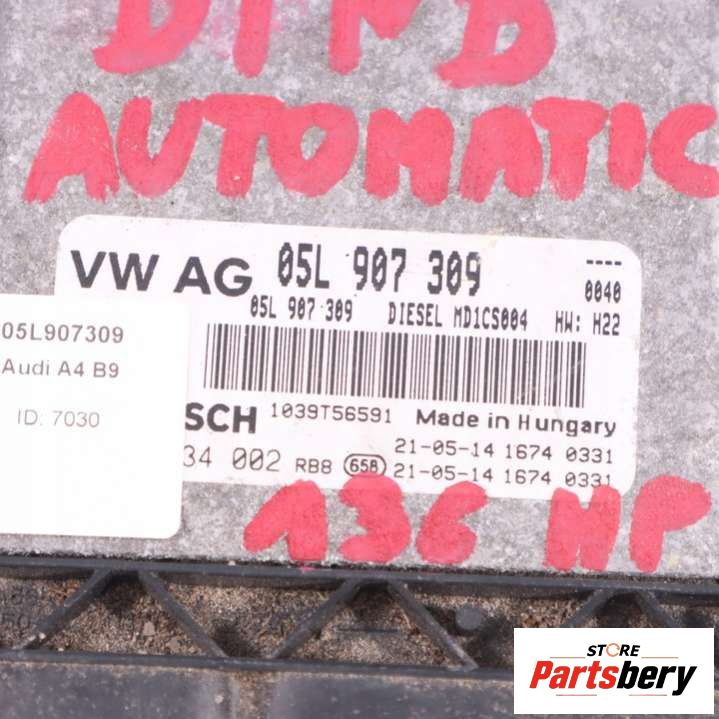 AUTOMATIC
VW AG 05L 907 309 ----
0040
05L 907 309 DIESEL MD1CS004 HW: H22
05L907309
Audi A4 B9
ID: 7030
SCH 1039T56591 Made in Hungary
21-05-14 1674 0331
34 002 RB8 656 21-05-14 1674 0331
136 HP
STORE
Partsbery